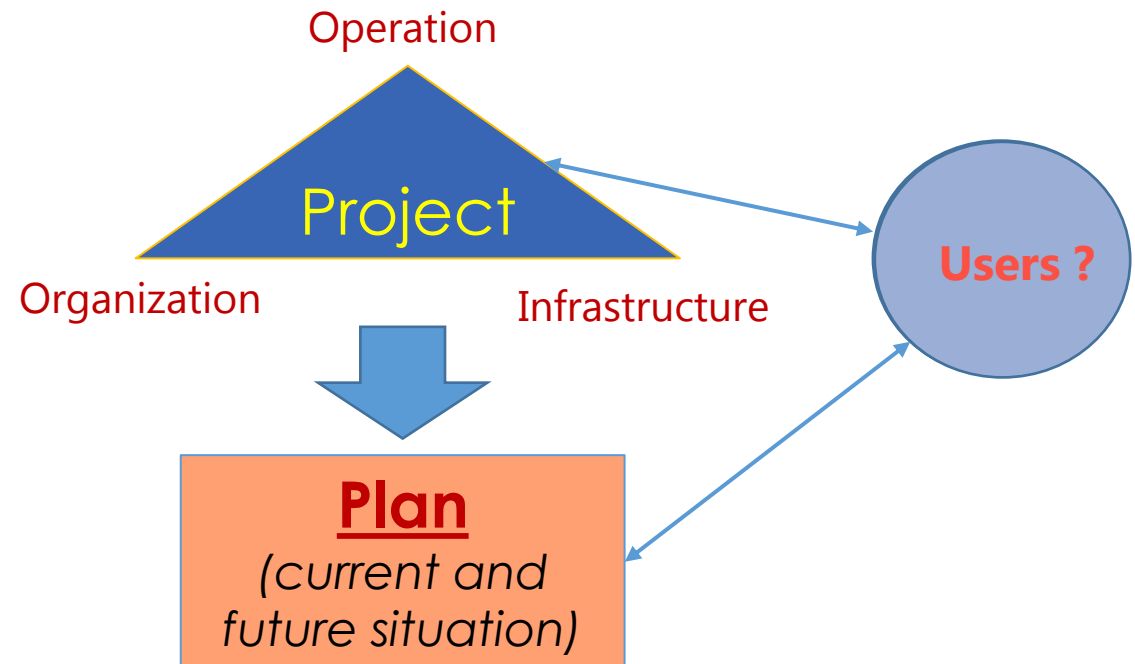 Operation
Project
Users ?
Organization
Infrastructure
Plan
(current and
future situation)